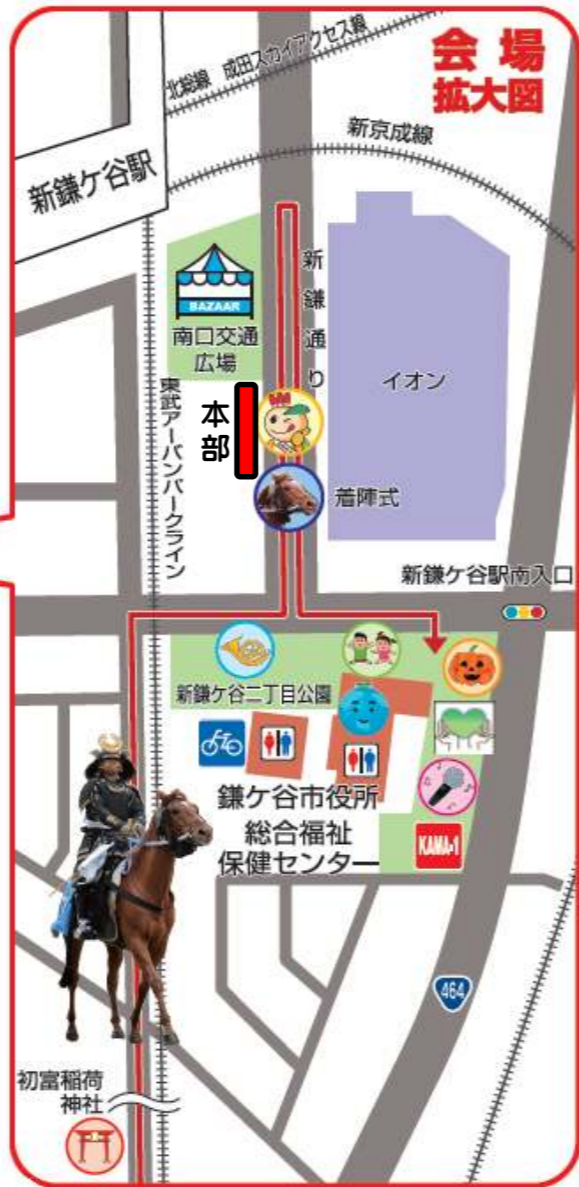 会場
拡大図
北総線 成田スカイアクセス線
新京成線
新鎌ケ谷駅
新鎌通り
BAZAAR
南口交通
広場
イオン
本部
東武アーバンパークライン
着陣式
新鎌ケ谷駅南入口
新鎌ケ谷二丁目公園
鎌ケ谷市役所
総合福祉
保健センター
KAMA-1
464
初富稲荷
神社